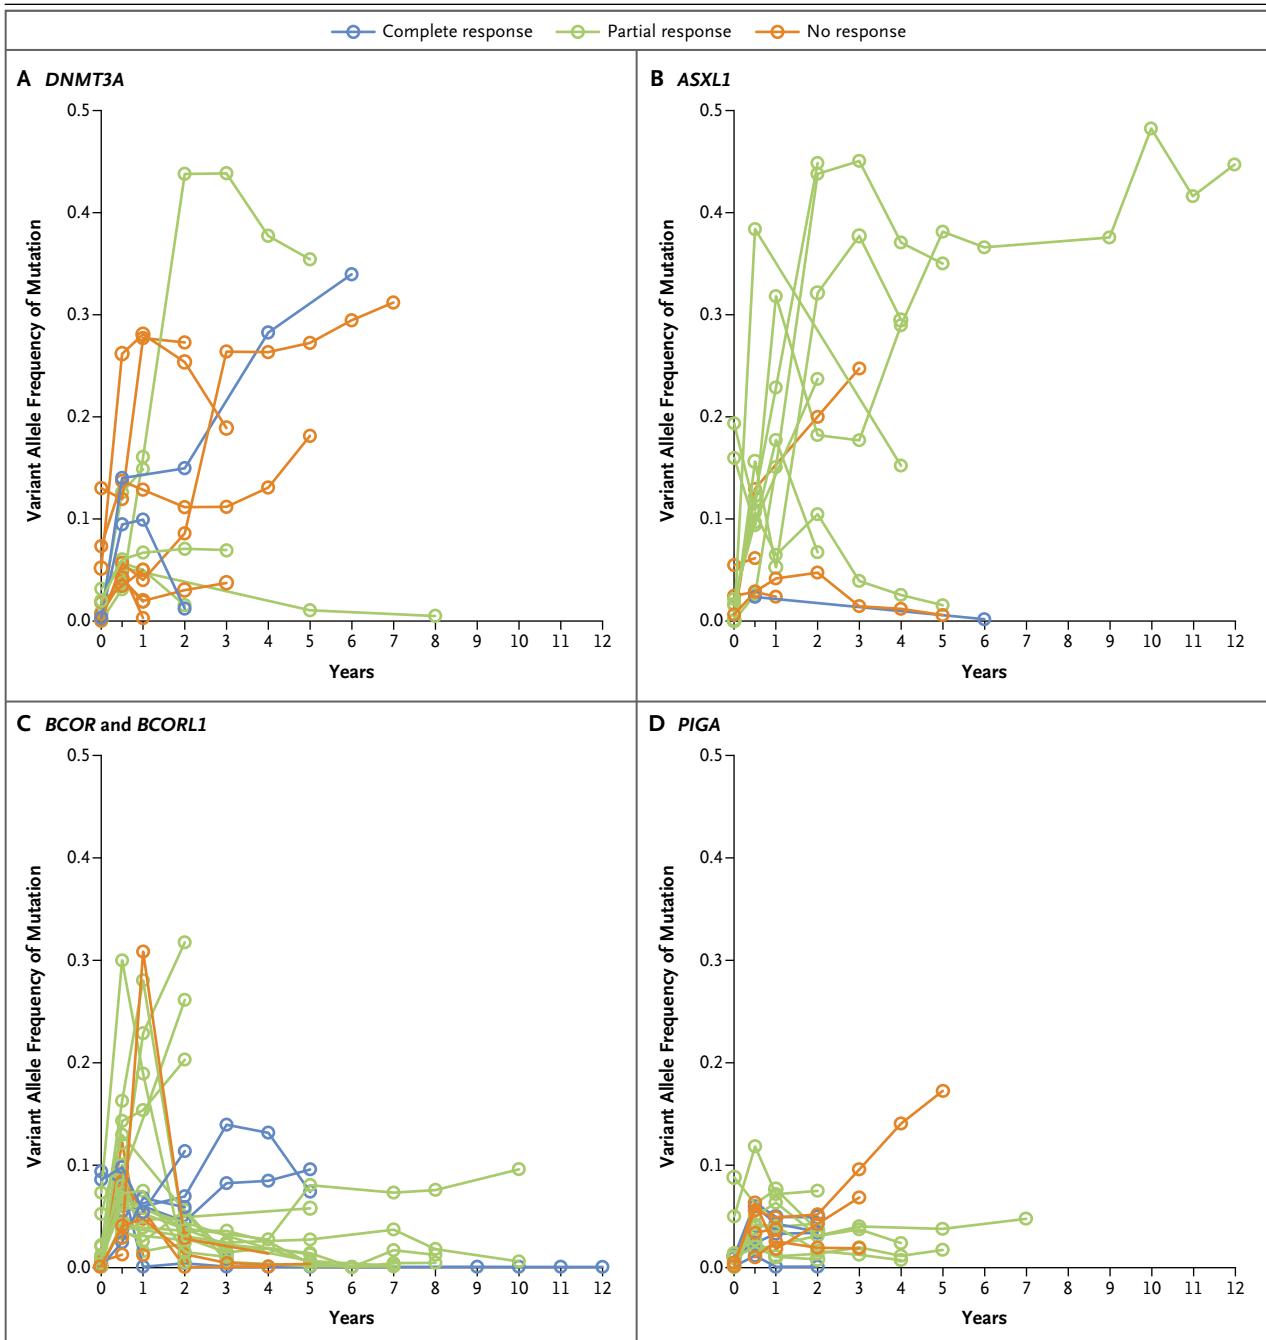 Complete response Partial response No response
A DNMT3A
Variant Allele Frequency of Mutation
0.5
0.4
0.3
0.2
0.1
0.0
0 1 2 3 4 5 6 7 8 9 10 11 12
Years
B ASXL1
Variant Allele Frequency of Mutation
0.5
0.4
0.3
0.2
0.1
0.0
0 1 2 3 4 5 6 7 8 9 10 11 12
Years
C BCOR and BCORL1
Variant Allele Frequency of Mutation
0.5
0.4
0.3
0.2
0.1
0.0
0 1 2 3 4 5 6 7 8 9 10 11 12
Years
D PIGA
Variant Allele Frequency of Mutation
0.5
0.4
0.3
0.2
0.1
0.0
0 1 2 3 4 5 6 7 8 9 10 11 12
Years